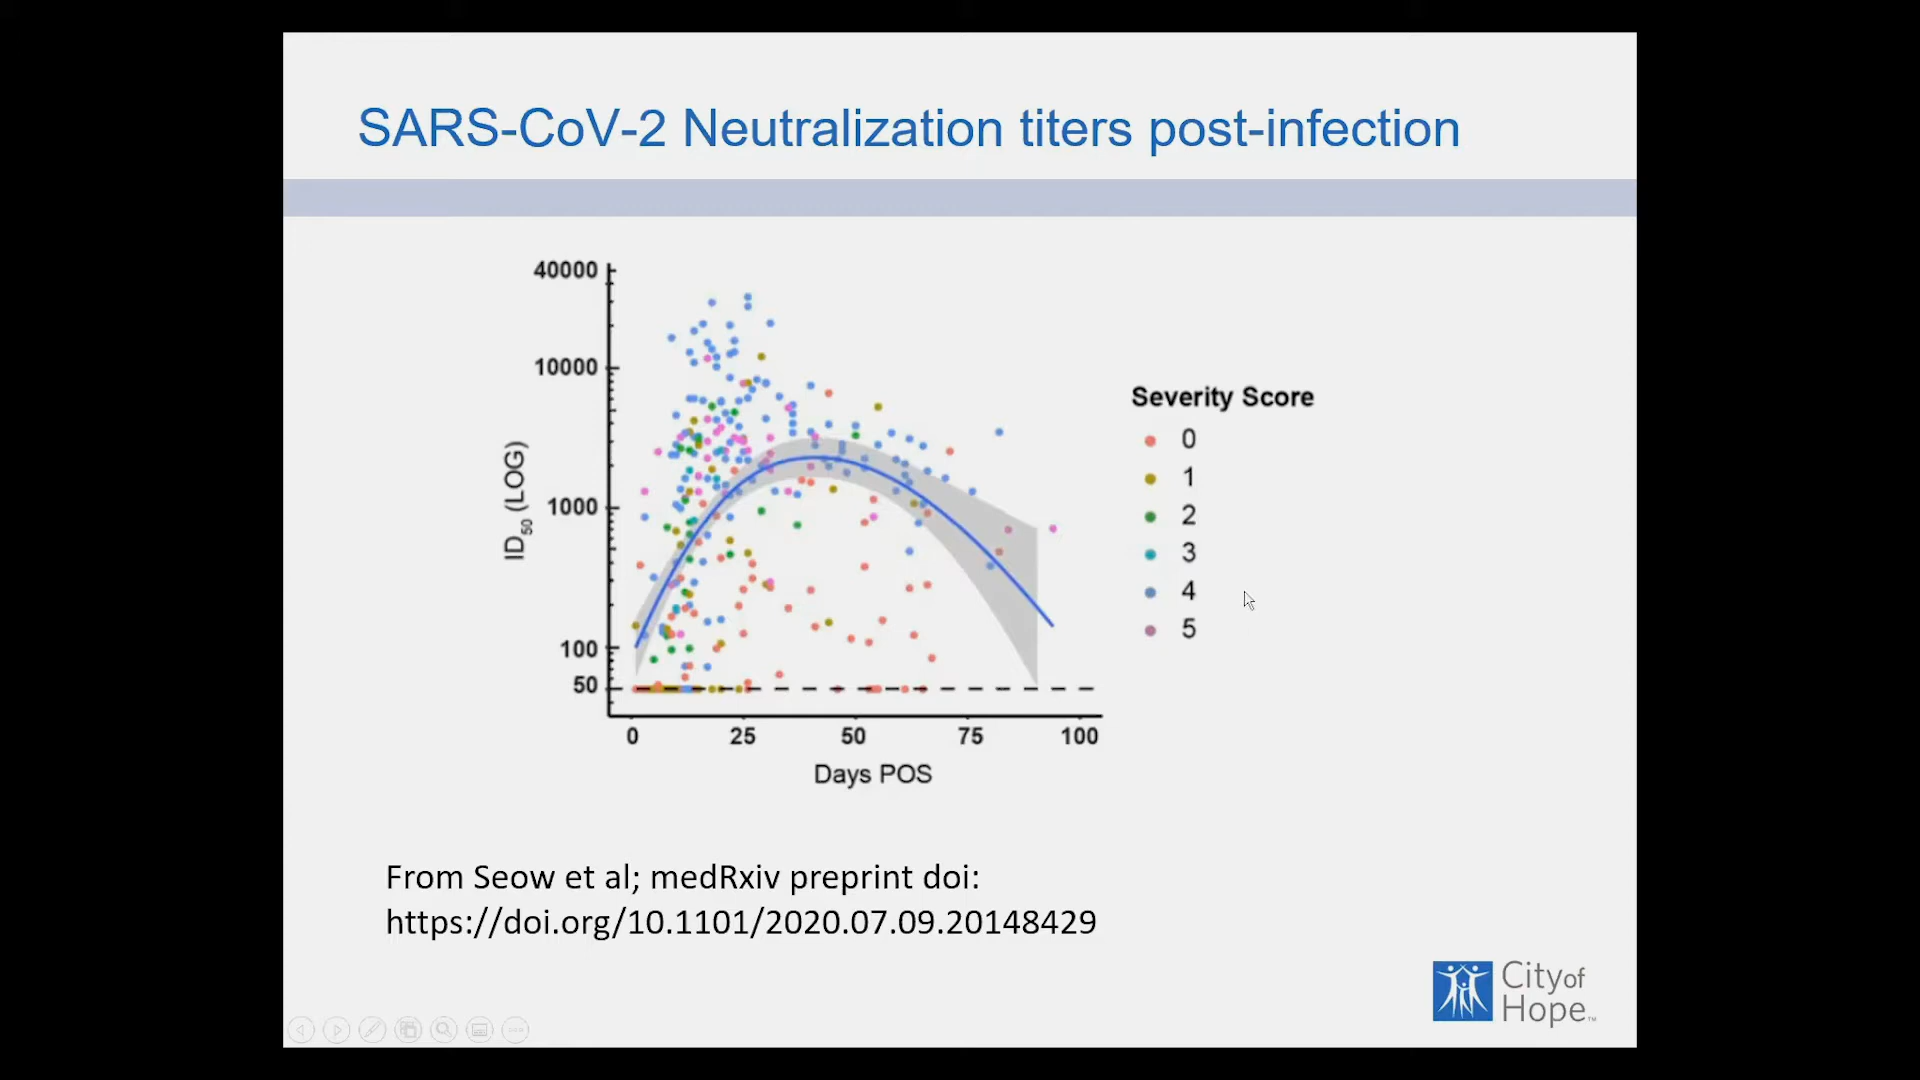 SARS-CoV-2 Neutralization titers post-infection
40000
10000
1000
100
50
ID50 (LOG)
0 25 50 75 100
Days POS
Severity Score
0
1
2
3
4
5
From Seow et al; medRxiv preprint doi:
https://doi.org/10.1101/2020.07.09.20148429
City of
Hope™